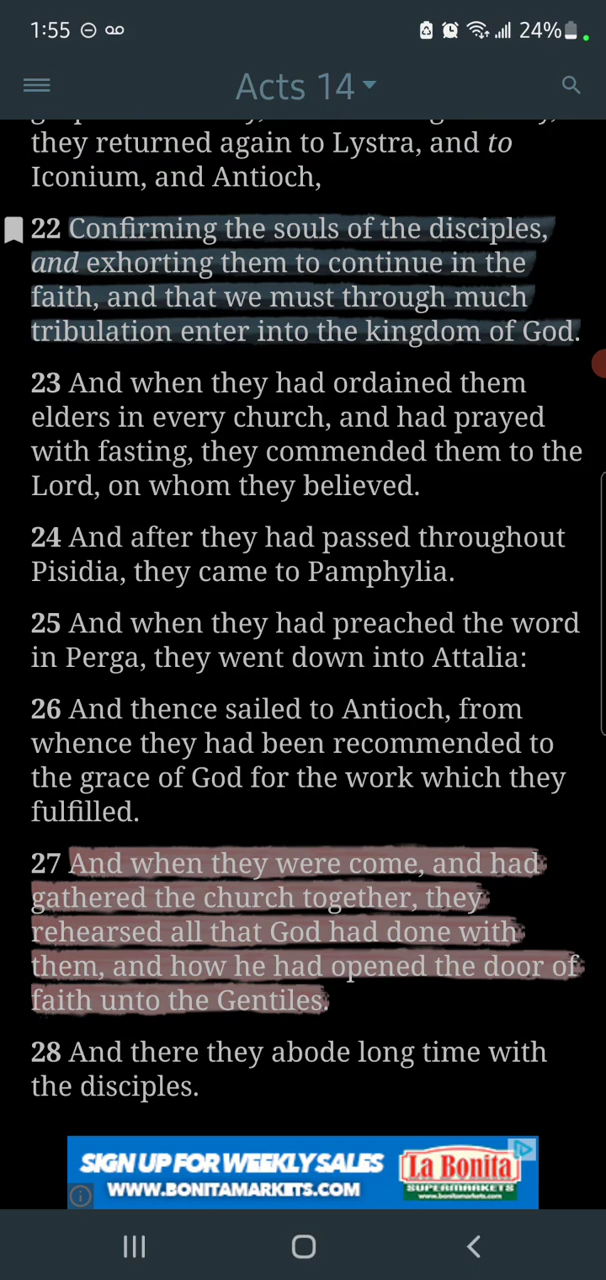 1:55 24%
Acts 14
they returned again to Lystra, and to
Iconium, and Antioch,
22 Confirming the souls of the disciples,
and exhorting them to continue in the
faith, and that we must through much
tribulation enter into the kingdom of God.
23 And when they had ordained them
elders in every church, and had prayed
with fasting, they commended them to the
Lord, on whom they believed.
24 And after they had passed throughout
Pisidia, they came to Pamphylia.
25 And when they had preached the word
in Perga, they went down into Attalia:
26 And thence sailed to Antioch, from
whence they had been recommended to
the grace of God for the work which they
fulfilled.
27 And when they were come, and had
gathered the church together, they
rehearsed all that God had done with
them, and how he had opened the door of
faith unto the Gentiles.
28 And there they abode long time with
the disciples.
SIGN UP FOR WEEKLY SALES
WWW.BONITAMARKETS.COM
La Bonita
SUPERMARKETS
www.bonitamarkets.com